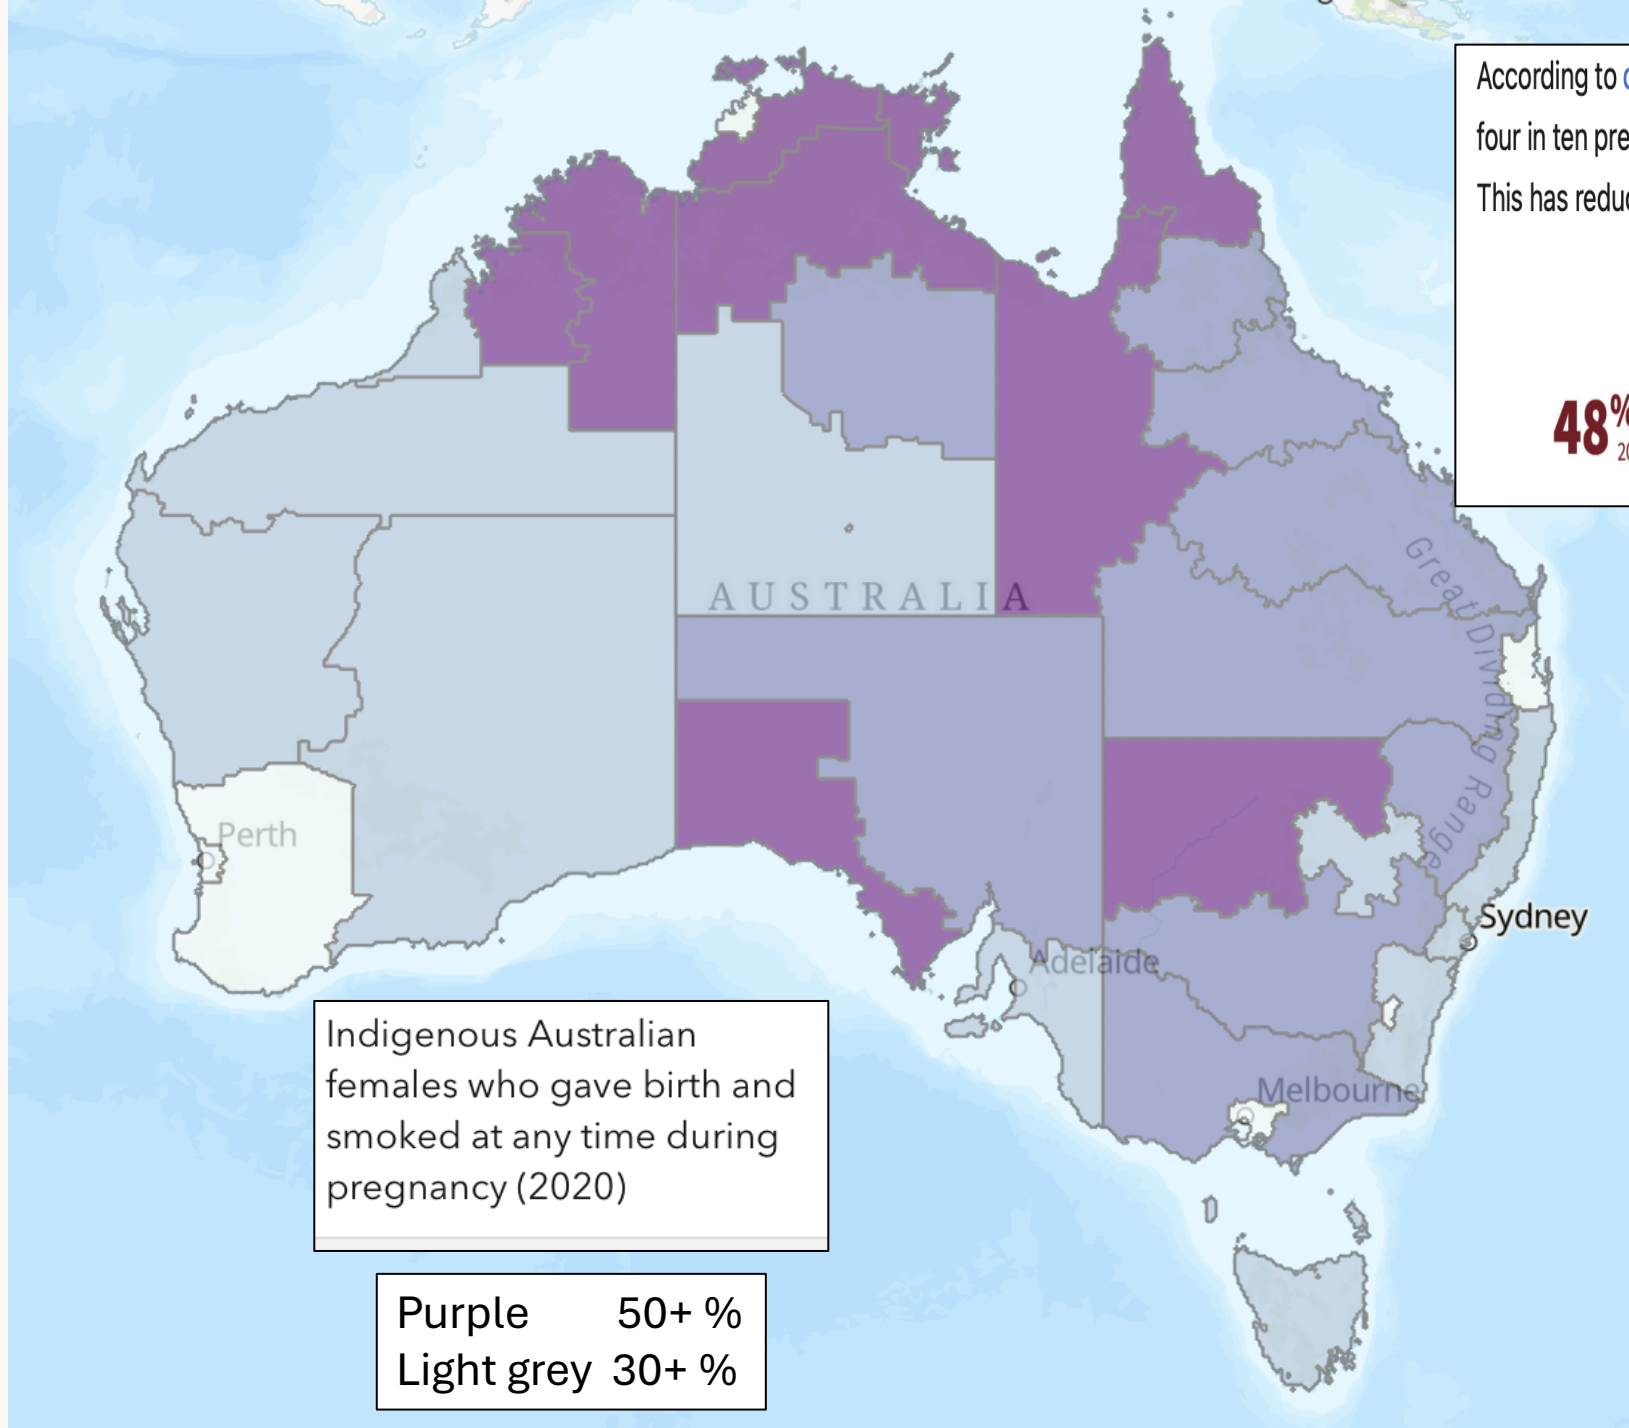 According to
four in ten
This has
48%
AUSTRALIA
Great Dividing Range
Perth
Sydney
Adelaide
Melbourne
Indigenous Australian
females who gave birth and
smoked at any time during
pregnancy (2020)
Purple 50+ %
Light grey 30+ %